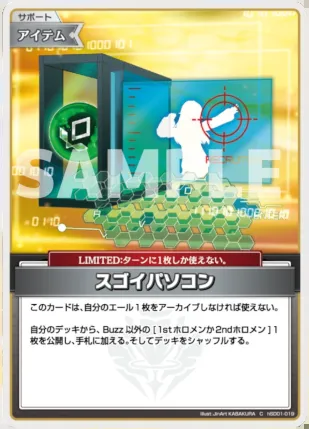 サポート
アイテム
SAMPLE
LIMITED:ターンに1枚しか使えない。
スゴイパソコン
このカードは、自分のエール1枚をアーカイブしなければ使えない。
自分のデッキから、Buzz以外の[1stホロメンか2ndホロメン]1
枚を公開し、手札に加える。そしてデッキをシャッフルする。
Illust:JinArt KABAKURA C hSD01-019